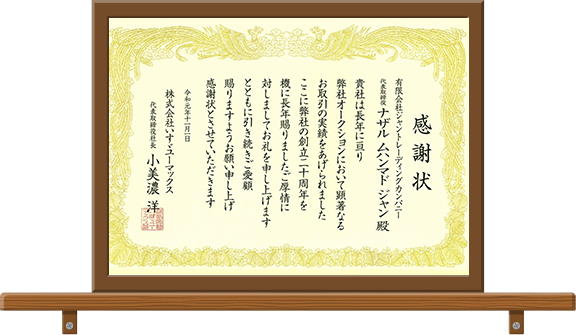 感謝状
有限会社ジャントレーディングカンパニー
代表取締役 ナザル ムハンマド ジャン 殿
貴社は長年に亘り
弊社オークションにおいて顕著なる
お取引の実績をあげられました
ここに弊社の創立二十周年を
機に長年賜りましたご厚情に
対しましてお礼を申し上げます
とともに引き続きご愛顧
賜りますようお願い申し上げ
感謝状とさせていただきます
令和元年十一月一日
株式会社いすゞユーマックス
代表取締役社長 小美濃 洋